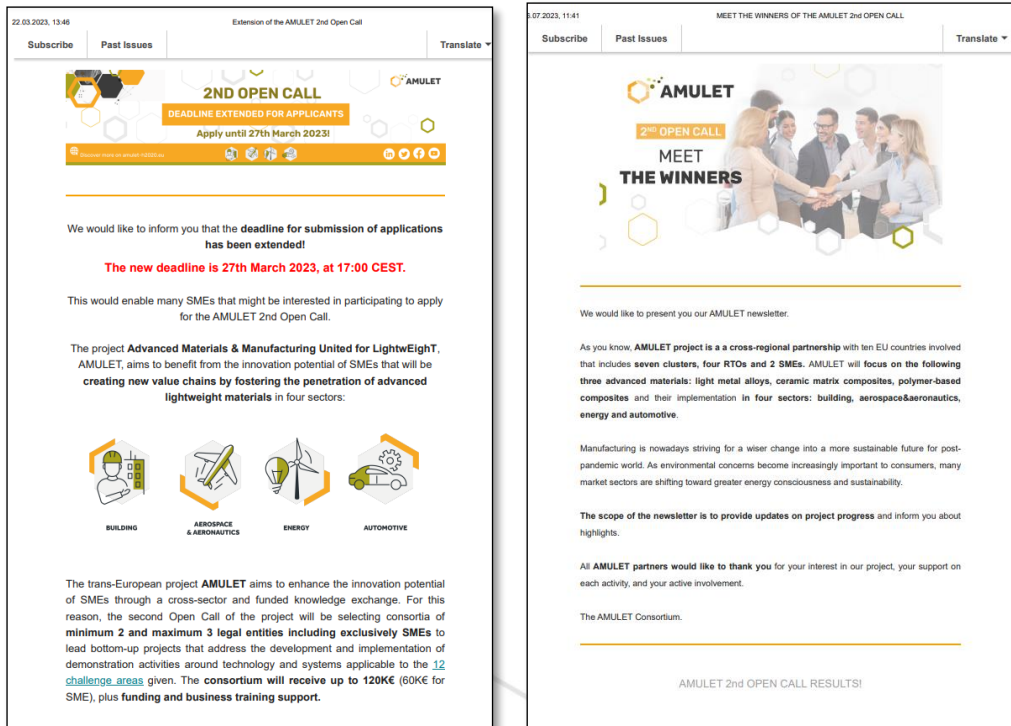 22.03.2023, 13:46
Extension of the AMULET 2nd Open Call
Subscribe
Past Issues
Translate
2ND OPEN CALL
AMULET
DEADLINE EXTENDED FOR APPLICANTS
Apply until 27th March 2023!
Discover more on amulet-h2020.eu
We would like to inform you that the deadline for submission of applications
has been extended!
The new deadline is 27th March 2023, at 17:00 CEST.
This would enable many SMEs that might be interested in participating to apply
for the AMULET 2nd Open Call.
The project Advanced Materials & Manufacturing United for LightwEighT,
AMULET, aims to benefit from the innovation potential of SMEs that will be
creating new value chains by fostering the penetration of advanced
lightweight materials in four sectors:
BUILDING
AEROSPACE
& AERONAUTICS
ENERGY
AUTOMOTIVE
The trans-European project AMULET aims to enhance the innovation potential
of SMEs through a cross-sector and funded knowledge exchange. For this
reason, the second Open Call of the project will be selecting consortia of
minimum 2 and maximum 3 legal entities including exclusively SMEs to
lead bottom-up projects that address the development and implementation of
demonstration activities around technology and systems applicable to the 12
challenge areas given. The consortium will receive up to 120K€ (60K€ for
SME), plus funding and business training support.
.07.2023, 11:41
MEET THE WINNERS OF THE AMULET 2nd OPEN CALL
Subscribe
Past Issues
Translate
AMULET
2ND OPEN CALL
MEET
THE WINNERS
We would like to present you our AMULET newsletter.
As you know, AMULET project is a a cross-regional partnership with ten EU countries involved
that includes seven clusters, four RTOs and 2 SMEs. AMULET will focus on the following
three advanced materials: light metal alloys, ceramic matrix composites, polymer-based
composites and their implementation in four sectors: building, aerospace&aeronautics,
energy and automotive.
Manufacturing is nowadays striving for a wiser change into a more sustainable future for post-
pandemic world. As environmental concerns become increasingly important to consumers, many
market sectors are shifting toward greater energy consciousness and sustainability.
The scope of the newsletter is to provide updates on project progress and inform you about
highlights.
All AMULET partners would like to thank you for your interest in our project, your support on
each activity, and your active involvement.
The AMULET Consortium.
AMULET 2nd OPEN CALL RESULTS!